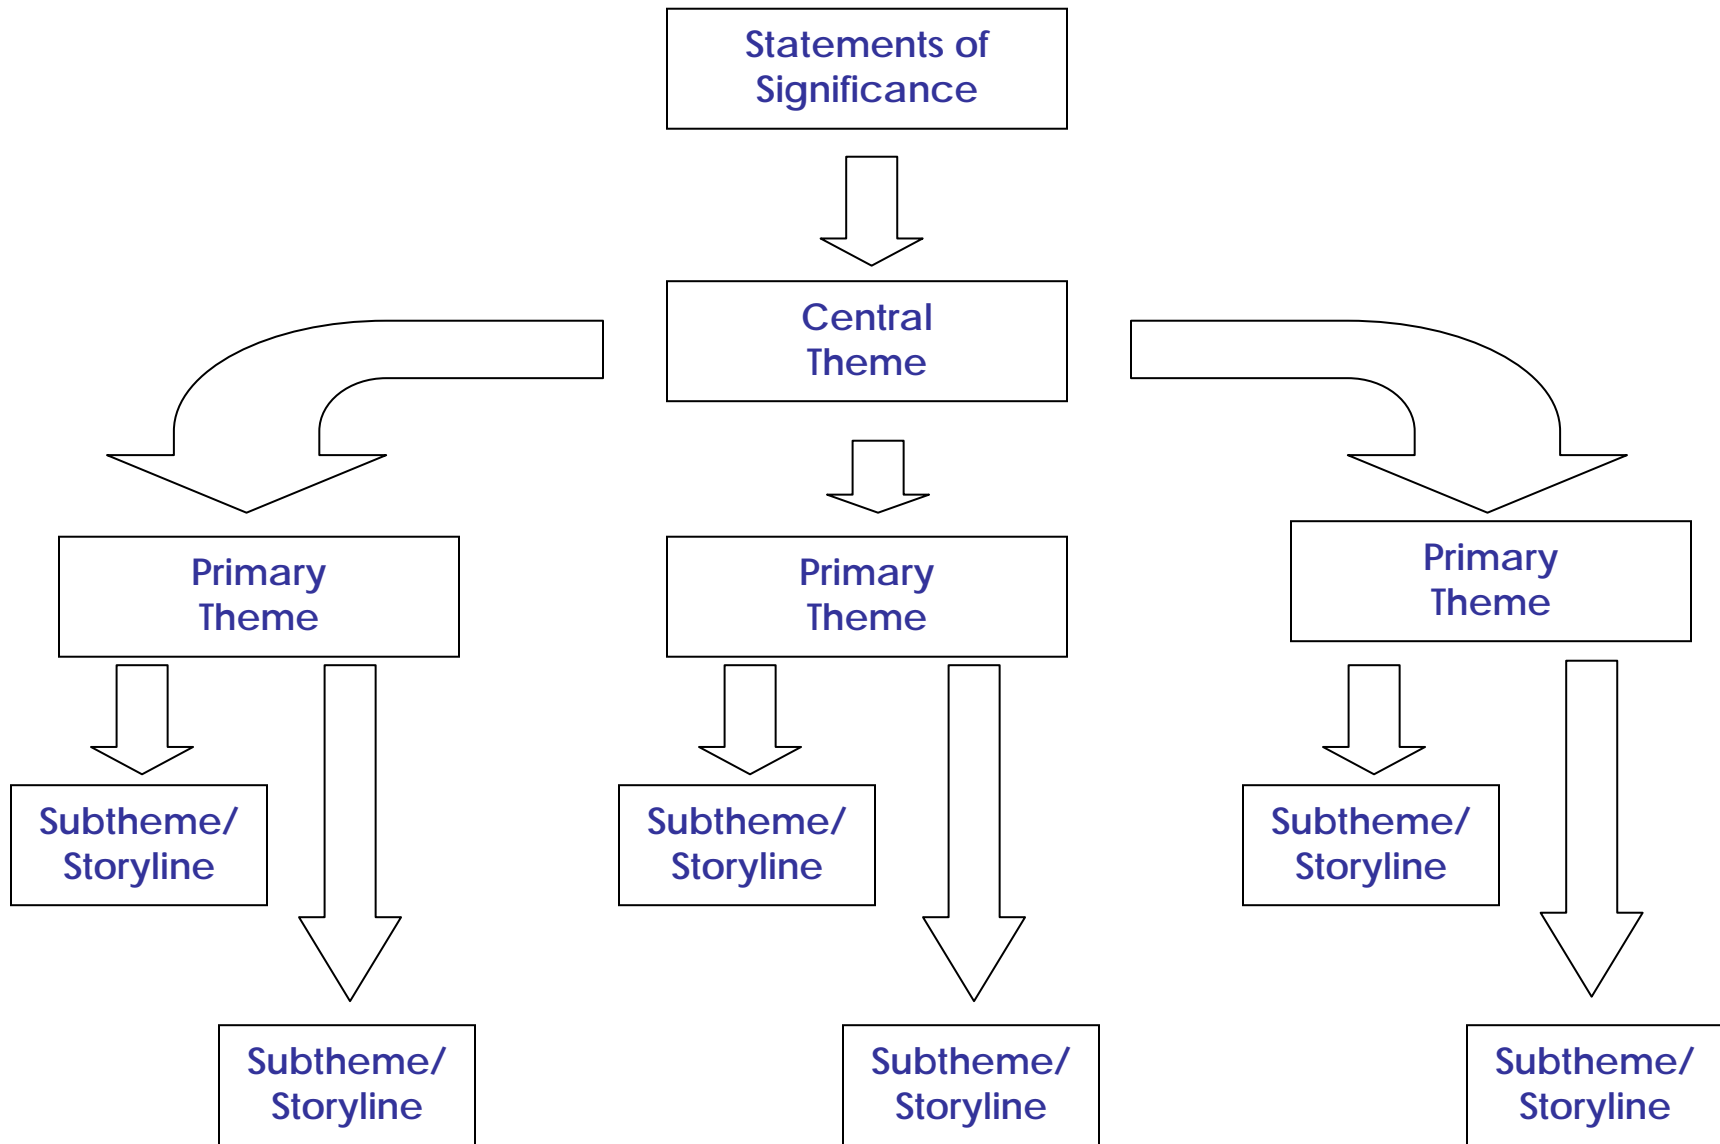 Statements of
Significance
Central
Theme
Primary
Theme
Primary
Theme
Primary
Theme
Subtheme/
Storyline
Subtheme/
Storyline
Subtheme/
Storyline
Subtheme/
Storyline
Subtheme/
Storyline
Subtheme/
Storyline